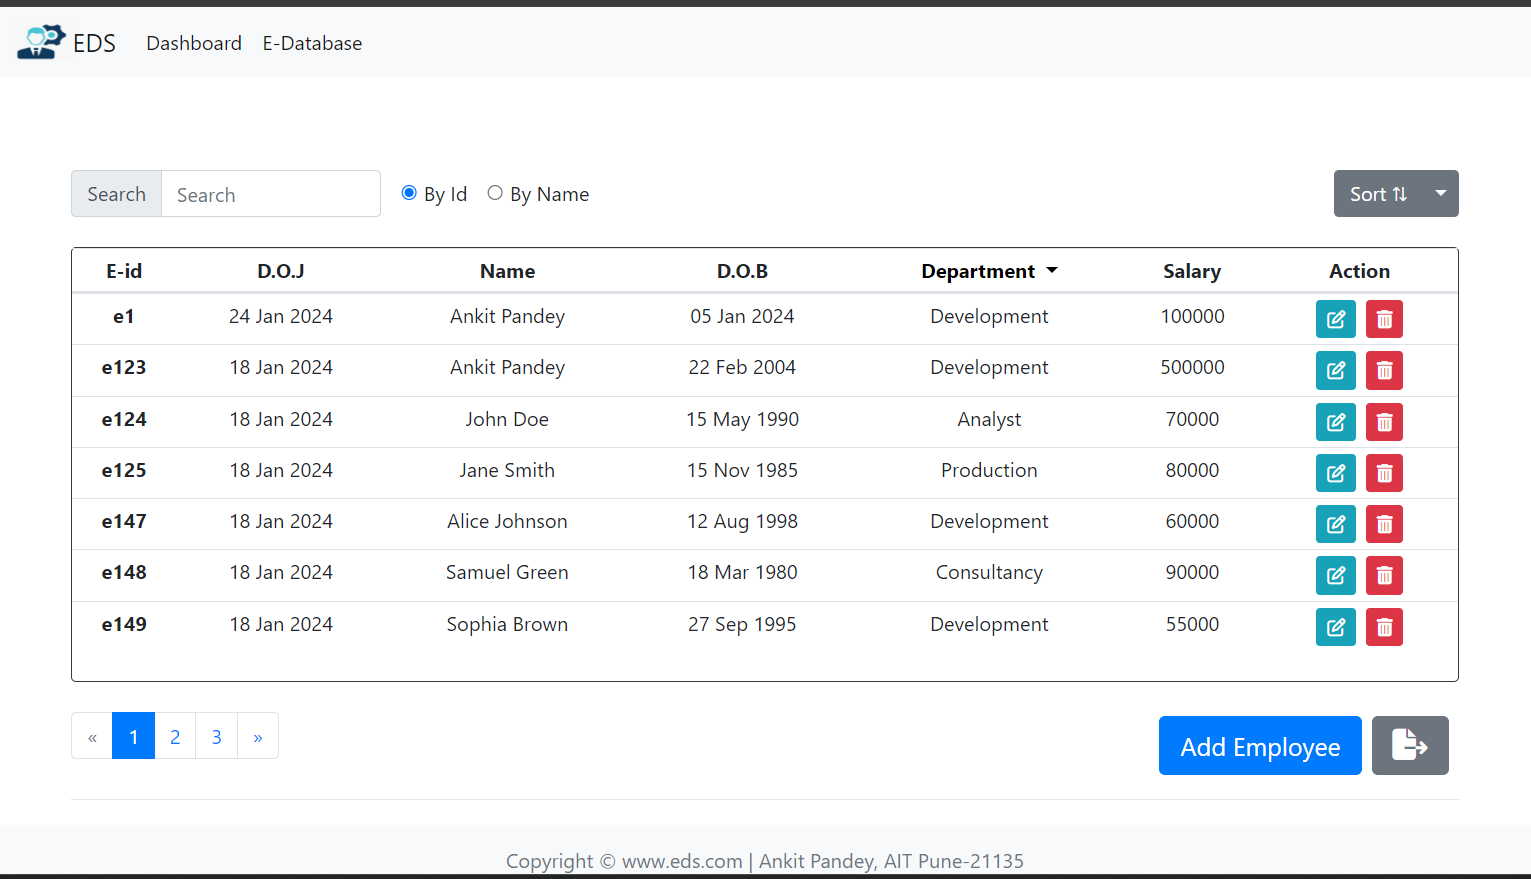 EDS Dashboard E-Database
Search Search By Id By Name Sort ⇅
E-id D.O.J Name D.O.B Department Salary Action
e1 24 Jan 2024 Ankit Pandey 05 Jan 2024 Development 100000
e123 18 Jan 2024 Ankit Pandey 22 Feb 2004 Development 500000
e124 18 Jan 2024 John Doe 15 May 1990 Analyst 70000
e125 18 Jan 2024 Jane Smith 15 Nov 1985 Production 80000
e147 18 Jan 2024 Alice Johnson 12 Aug 1998 Development 60000
e148 18 Jan 2024 Samuel Green 18 Mar 1980 Consultancy 90000
e149 18 Jan 2024 Sophia Brown 27 Sep 1995 Development 55000
« 1 2 3 » Add Employee
Copyright © www.eds.com | Ankit Pandey, AIT Pune-21135